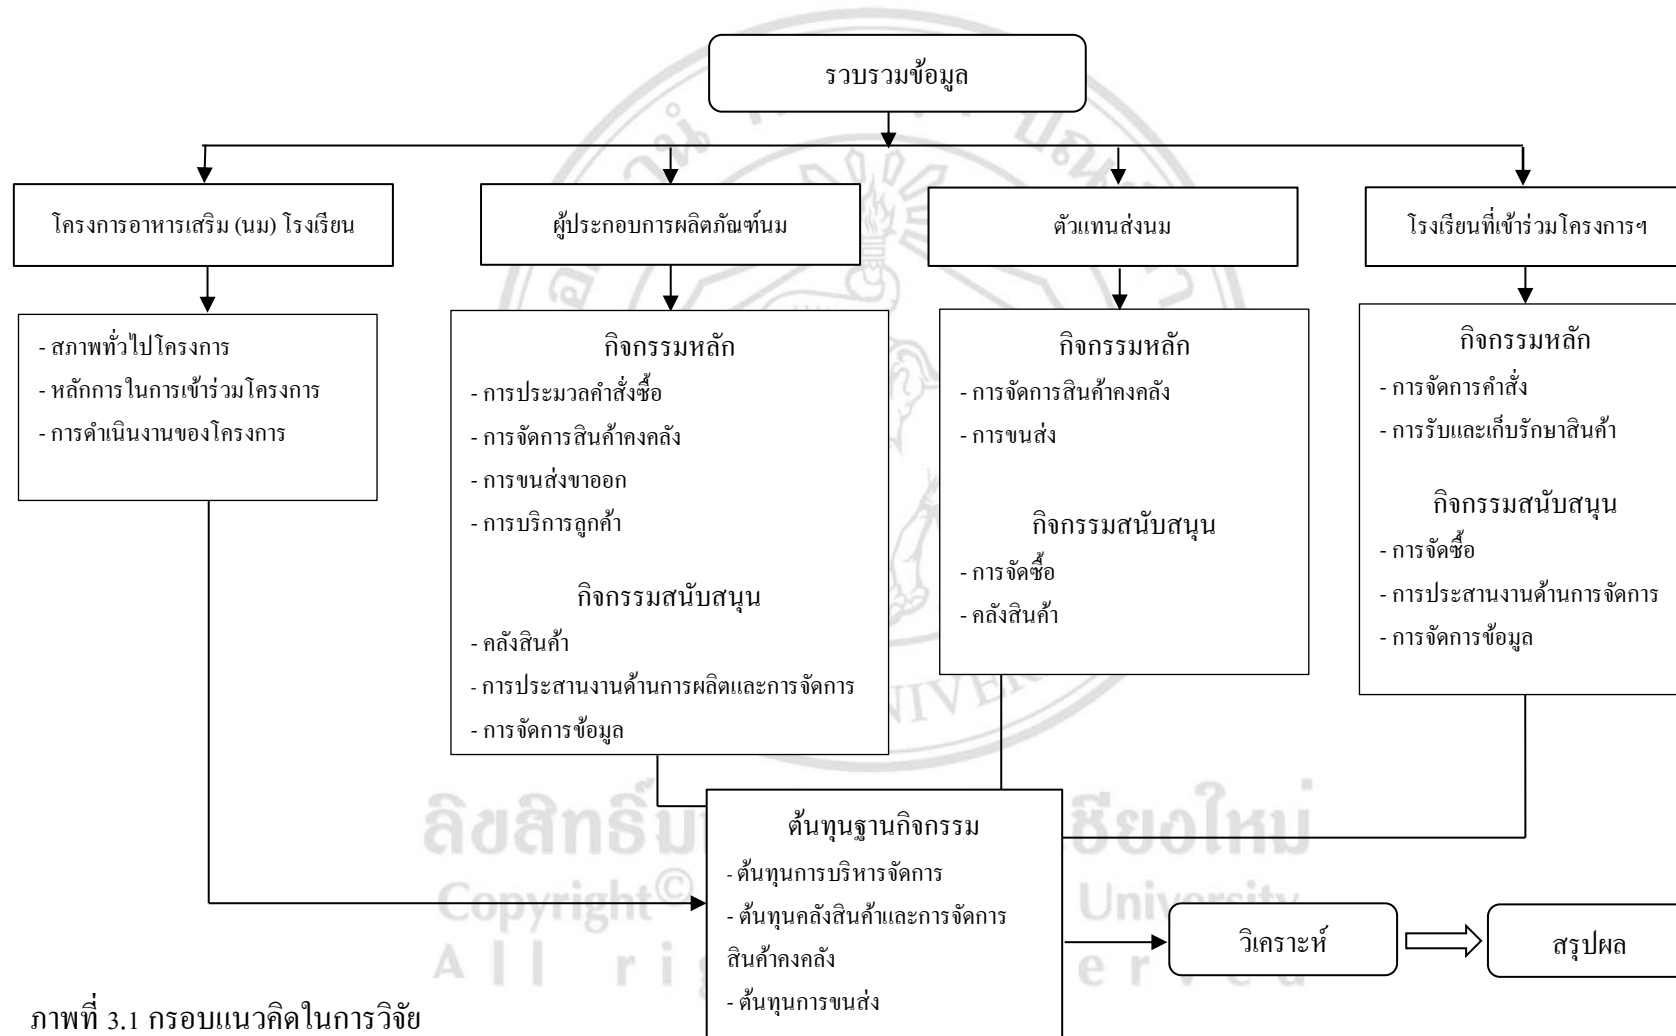 รวบรวมข้อมูล
โครงการอาหารเสริม (นม) โรงเรียน
ผู้ประกอบการผลิตภัณฑ์นม
ตัวแทนส่งนม
โรงเรียนที่เข้าร่วมโครงการฯ
- สภาพทั่วไปโครงการ
- หลักการในการเข้าร่วมโครงการ
- การดำเนินงานของโครงการ
กิจกรรมหลัก
- การประมวลคำสั่งซื้อ
- การจัดการสินค้าคงคลัง
- การขนส่งขาออก
- การบริการลูกค้า
กิจกรรมสนับสนุน
- คลังสินค้า
- การประสานงานด้านการผลิตและการจัดการ
- การจัดการข้อมูล
กิจกรรมหลัก
- การจัดการสินค้าคงคลัง
- การขนส่ง
กิจกรรมสนับสนุน
- การจัดซื้อ
- คลังสินค้า
กิจกรรมหลัก
- การจัดการคำสั่ง
- การรับและเก็บรักษาสินค้า
กิจกรรมสนับสนุน
- การจัดซื้อ
- การประสานงานด้านการจัดการ
- การจัดการข้อมูล
ต้นทุนฐานกิจกรรม
- ต้นทุนการบริหารจัดการ
- ต้นทุนคลังสินค้าและการจัดการ
สินค้าคงคลัง
- ต้นทุนการขนส่ง
วิเคราะห์
สรุปผล
ภาพที่ 3.1 กรอบแนวคิดในการวิจัย
ลิขสิทธิ์
เชียงใหม่
Copyright©
University
All